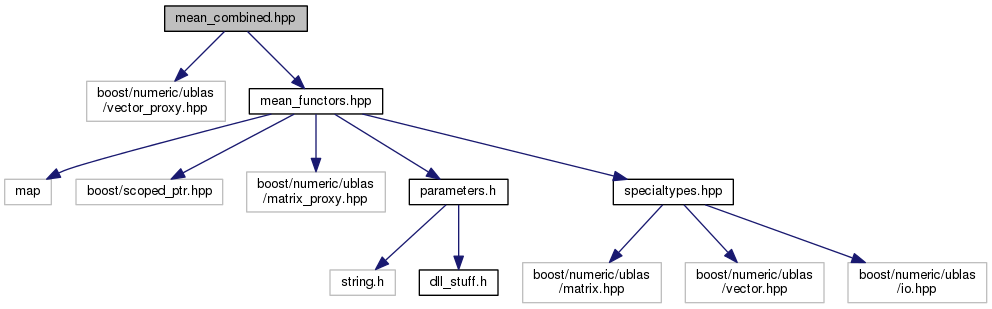 mean_combined.hpp
boost/numeric/ublas
/vector_proxy.hpp
mean_functors.hpp
map
boost/scoped_ptr.hpp
boost/numeric/ublas
/matrix_proxy.hpp
parameters.h
specialtypes.hpp
string.h
dll_stuff.h
boost/numeric/ublas
/matrix.hpp
boost/numeric/ublas
/vector.hpp
boost/numeric/ublas
/io.hpp